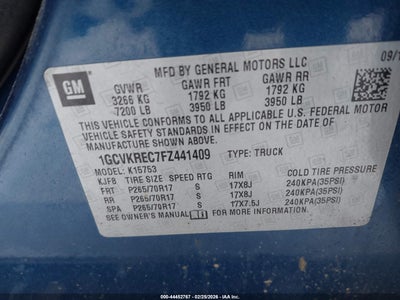 GM
MFD BY GENERAL MOTORS LLC
09/1
GVWR GAWR FRT GAWR RR
3266 KG 1792 KG 1792 KG
7200 LB 3950 LB 3950 LB
THIS VEHICLE CONFORMS TO ALL APPLICABLE U.S. FEDERAL MOTOR
VEHICLE SAFETY STANDARDS IN EFFECT ON THE DATE OF
MANUFACTURE SHOWN ABOVE.
1GCVKREC7FZ441409 TYPE: TRUCK
MODEL: K15753
KJF8 TIRE SIZE SPEED RTG RIM COLD TIRE PRESSURE
FRT P265/70R17 S 17X8J 240KPA(35PSI)
RR P265/70R17 S 17X8J 240KPA(35PSI)
SPA P265/70R17 S 17X7.5J 240KPA(35PSI)
SEE OWNER'S MANUAL FOR MORE INFORMATION.
000-44452767 - 02/25/2026 - IAAI.COM